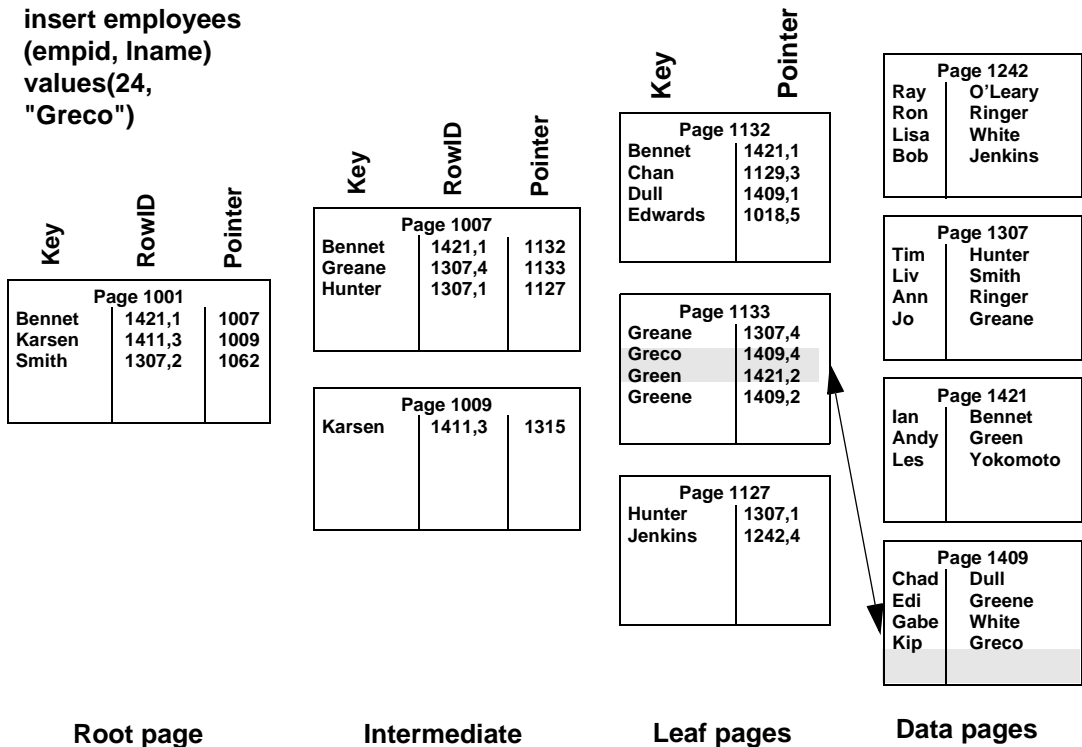 insert employees
(empid, lname)
values(24,
"Greco")
Key RowID Pointer
Page 1001
Bennet 1421,1 1007
Karsen 1411,3 1009
Smith 1307,2 1062
Root page
Key RowID Pointer
Page 1007
Bennet 1421,1 1132
Greane 1307,4 1133
Hunter 1307,1 1127
Page 1009
Karsen 1411,3 1315
Intermediate
Key Pointer
Page 1132
Bennet 1421,1
Chan 1129,3
Dull 1409,1
Edwards 1018,5
Page 1133
Greane 1307,4
Greco 1409,4
Green 1421,2
Greene 1409,2
Page 1127
Hunter 1307,1
Jenkins 1242,4
Leaf pages
Page 1242
Ray O'Leary
Ron Ringer
Lisa White
Bob Jenkins
Page 1307
Tim Hunter
Liv Smith
Ann Ringer
Jo Greane
Page 1421
Ian Bennet
Andy Green
Les Yokomoto
Page 1409
Chad Dull
Edi Greene
Gabe White
Kip Greco
Data pages